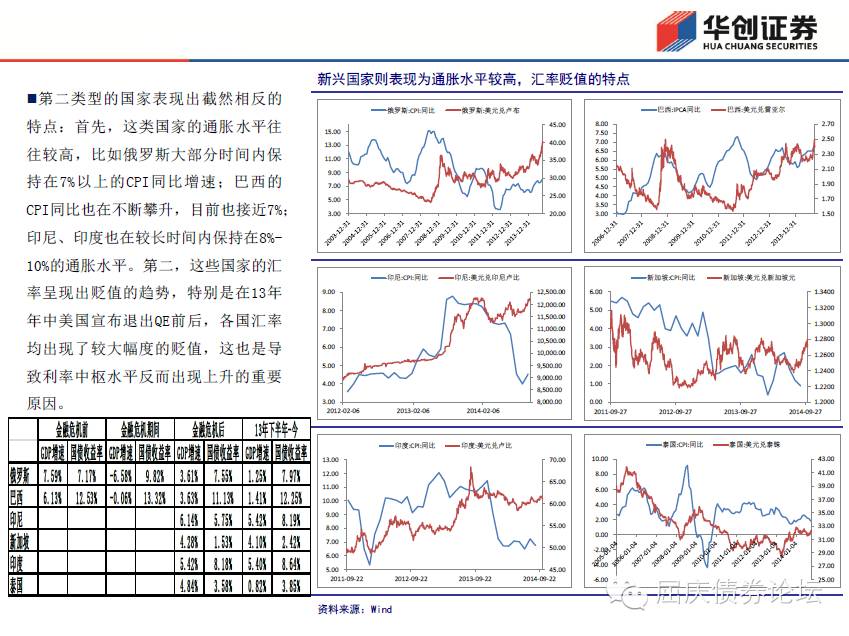 华创证券
HUA CHUANG SECURITIES
■第二类型的国家表现出截然相反的
特点：首先，这类国家的通胀水平往
往较高，比如俄罗斯大部分时间内保
持在7%以上的CPI同比增速；巴西的
CPI同比也在不断攀升，目前也接近7%；
印尼、印度也在较长时间内保持在8%-
10%的通胀水平。第二，这些国家的汇
率呈现出贬值的趋势，特别是在13年
年中美国宣布退出QE前后，各国汇率
均出现了较大幅度的贬值，这也是导
致利率中枢水平反而出现上升的重要
原因。
金融危机前 金融危机期间 金融危机后 13年下半年-今
GDP增速 国债收益率 GDP增速 国债收益率 GDP增速 国债收益率 GDP增速 国债收益率
俄罗斯 7.59% 7.17% -6.58% 9.82% 3.61% 7.55% 1.25% 7.97%
巴西 6.13% 12.53% -0.06% 13.32% 3.63% 11.13% 1.41% 12.35%
印尼 6.14% 5.75% 5.42% 8.19%
新加坡 4.28% 1.53% 4.10% 2.42%
印度 5.42% 8.18% 5.40% 8.64%
泰国 4.84% 3.58% 0.82% 3.85%
新兴国家则表现为通胀水平较高，汇率贬值的特点
俄罗斯:CPI:同比 俄罗斯:美元兑卢布
15.00 13.00 11.00 9.00 7.00 5.00 3.00
45.00 40.00 35.00 30.00 25.00 20.00
2003-12-31 2004-12-31 2005-12-31 2006-12-31 2007-12-31 2008-12-31 2009-12-31 2010-12-31 2011-12-31 2012-12-31 2013-12-31
巴西:IPCA同比 巴西:美元兑雷亚尔
8.00 7.50 7.00 6.50 6.00 5.50 5.00 4.50 4.00 3.50 3.00
2.70 2.50 2.30 2.10 1.90 1.70 1.50
2006-12-31 2007-12-31 2008-12-31 2009-12-31 2010-12-31 2011-12-31 2012-12-31 2013-12-31
印尼:CPI:同比 印尼:美元兑印尼卢比
9.00 8.00 7.00 6.00 5.00 4.00 3.00
12,500.00 12,000.00 11,500.00 11,000.00 10,500.00 10,000.00 9,500.00 9,000.00 8,500.00 8,000.00
2012-02-06 2013-02-06 2014-02-06
新加坡:CPI:同比 新加坡:美元兑新加坡元
6.00 5.00 4.00 3.00 2.00 1.00 0.00
1.3400 1.3200 1.3000 1.2800 1.2600 1.2400 1.2200 1.2000
2011-09-27 2012-09-27 2013-09-27 2014-09-27
印度:CPI:同比 印度:美元兑卢比
13.00 12.00 11.00 10.00 9.00 8.00 7.00 6.00 5.00
70.00 65.00 60.00 55.00 50.00 45.00
2011-09-22 2012-09-22 2013-09-22 2014-09-22
泰国:CPI:同比 泰国:美元兑泰铢
10.00 8.00 6.00 4.00 2.00 0.00 -2.00 -4.00 -6.00
43.00 41.00 39.00 37.00 35.00 33.00 31.00 29.00 27.00 25.00
2005-01-04 2006-01-04 2007-01-04 2008-01-04 2009-01-04 2010-01-04 2011-01-04 2012-01-04 2013-01-04 2014-01-04
资料来源：Wind
屈庆债券论坛